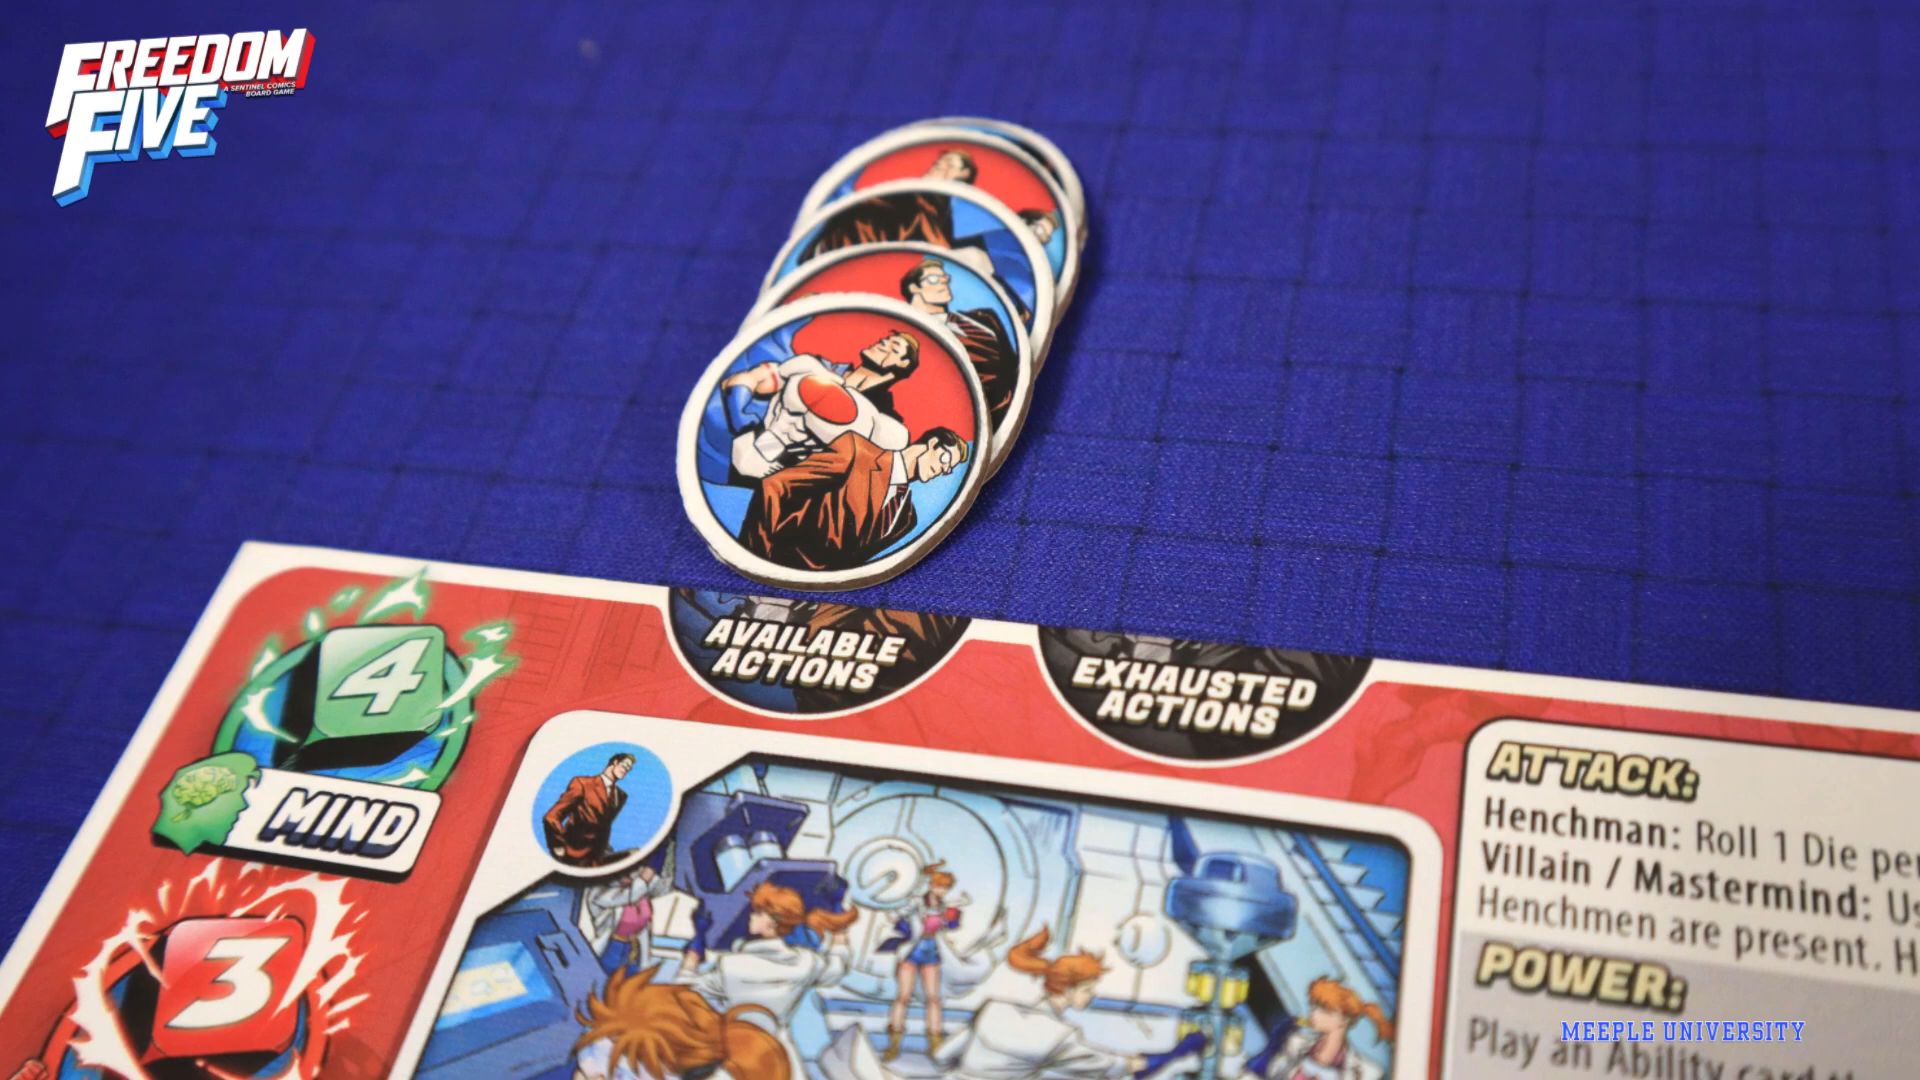 FREEDOM
FIVE
A SENTINEL COMICS
BOARD GAME
AVAILABLE
ACTIONS
EXHAUSTED
ACTIONS
4
MIND
3
ATTACK:
Henchman: Roll 1 Die per
Villain / Mastermind:
Henchmen are present.
POWER:
Play an Ability card
MEEPLE UNIVERSITY